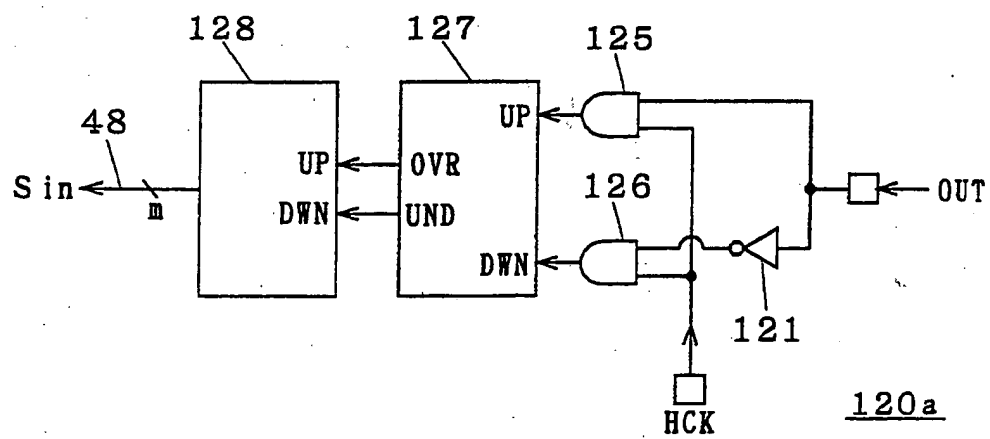 128
127
125
UP
48
UP
OVR
Sin
m
126
OUT
DWN
UND
DWN
121
120a
HCK